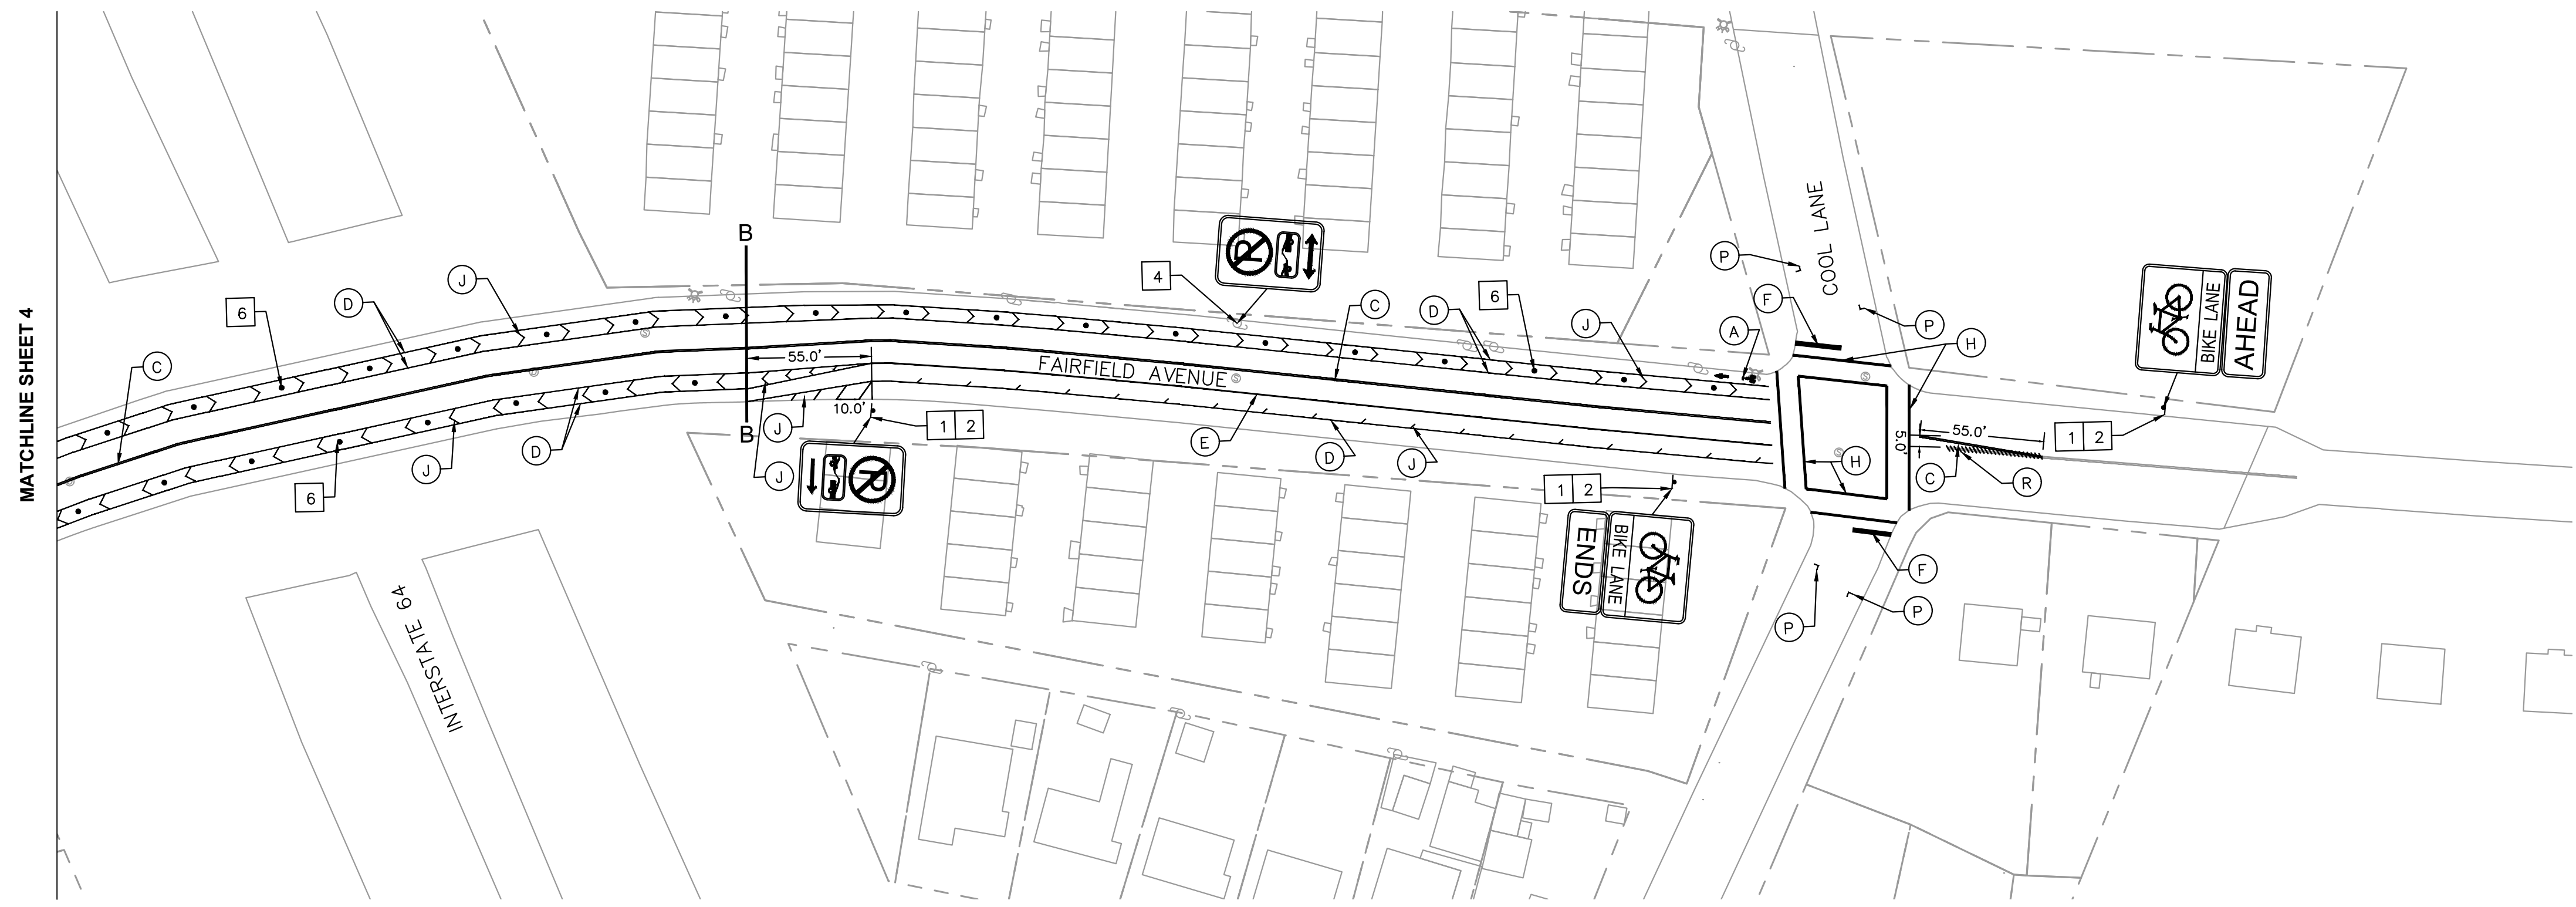 MATCHLINE SHEET 4
C
6
D
J
B
55.0'
4
P
C
D
6
J
A
F
COOL LANE
P
P
H
BIKE LANE
AHEAD
FAIRFIELD AVENUE
10.0'
B
J
J
1 2
P
E
D
J
6
J
D
INTERSTATE 64
1 2
ENDS
BIKE LANE
H
5.0'
55.0'
1 2
C
R
F
P
P